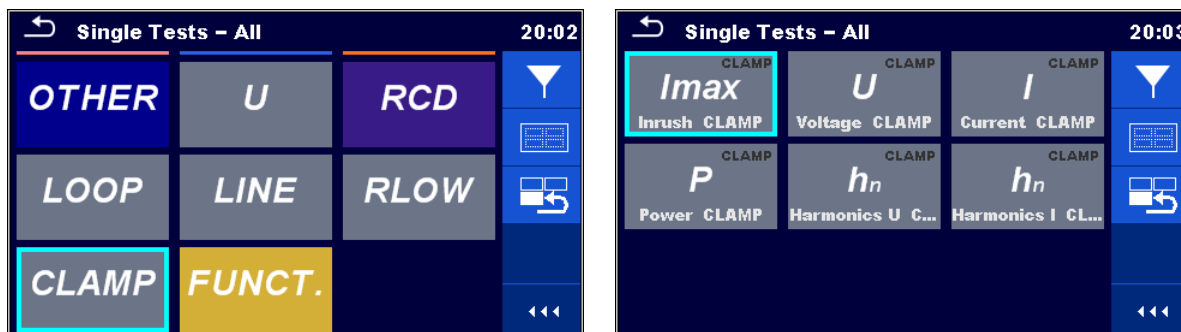 Single Tests – All 20:02
OTHER U RCD
LOOP LINE RLOW
CLAMP FUNCT.
Single Tests – All 20:03
CLAMP CLAMP CLAMP
Imax U I
Inrush CLAMP Voltage CLAMP Current CLAMP
CLAMP CLAMP CLAMP
P hn hn
Power CLAMP Harmonics U C... Harmonics I CL...